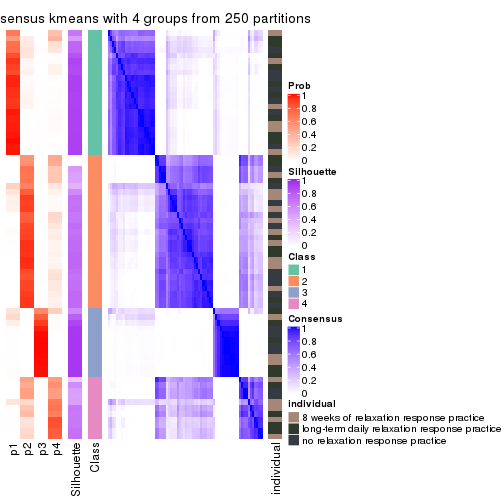 sensus kmeans with 4 groups from 250 partitions
Prob
1
0.8
0.6
0.4
0.2
0
Silhouette
1
0.8
0.6
0.4
0.2
0
Class
1
2
3
4
Consensus
1
0.8
0.6
0.4
0.2
0
individual
8 weeks of relaxation response practice
long-term daily relaxation response practice
no relaxation response practice
p1
p2
p3
p4
Silhouette
Class
individual